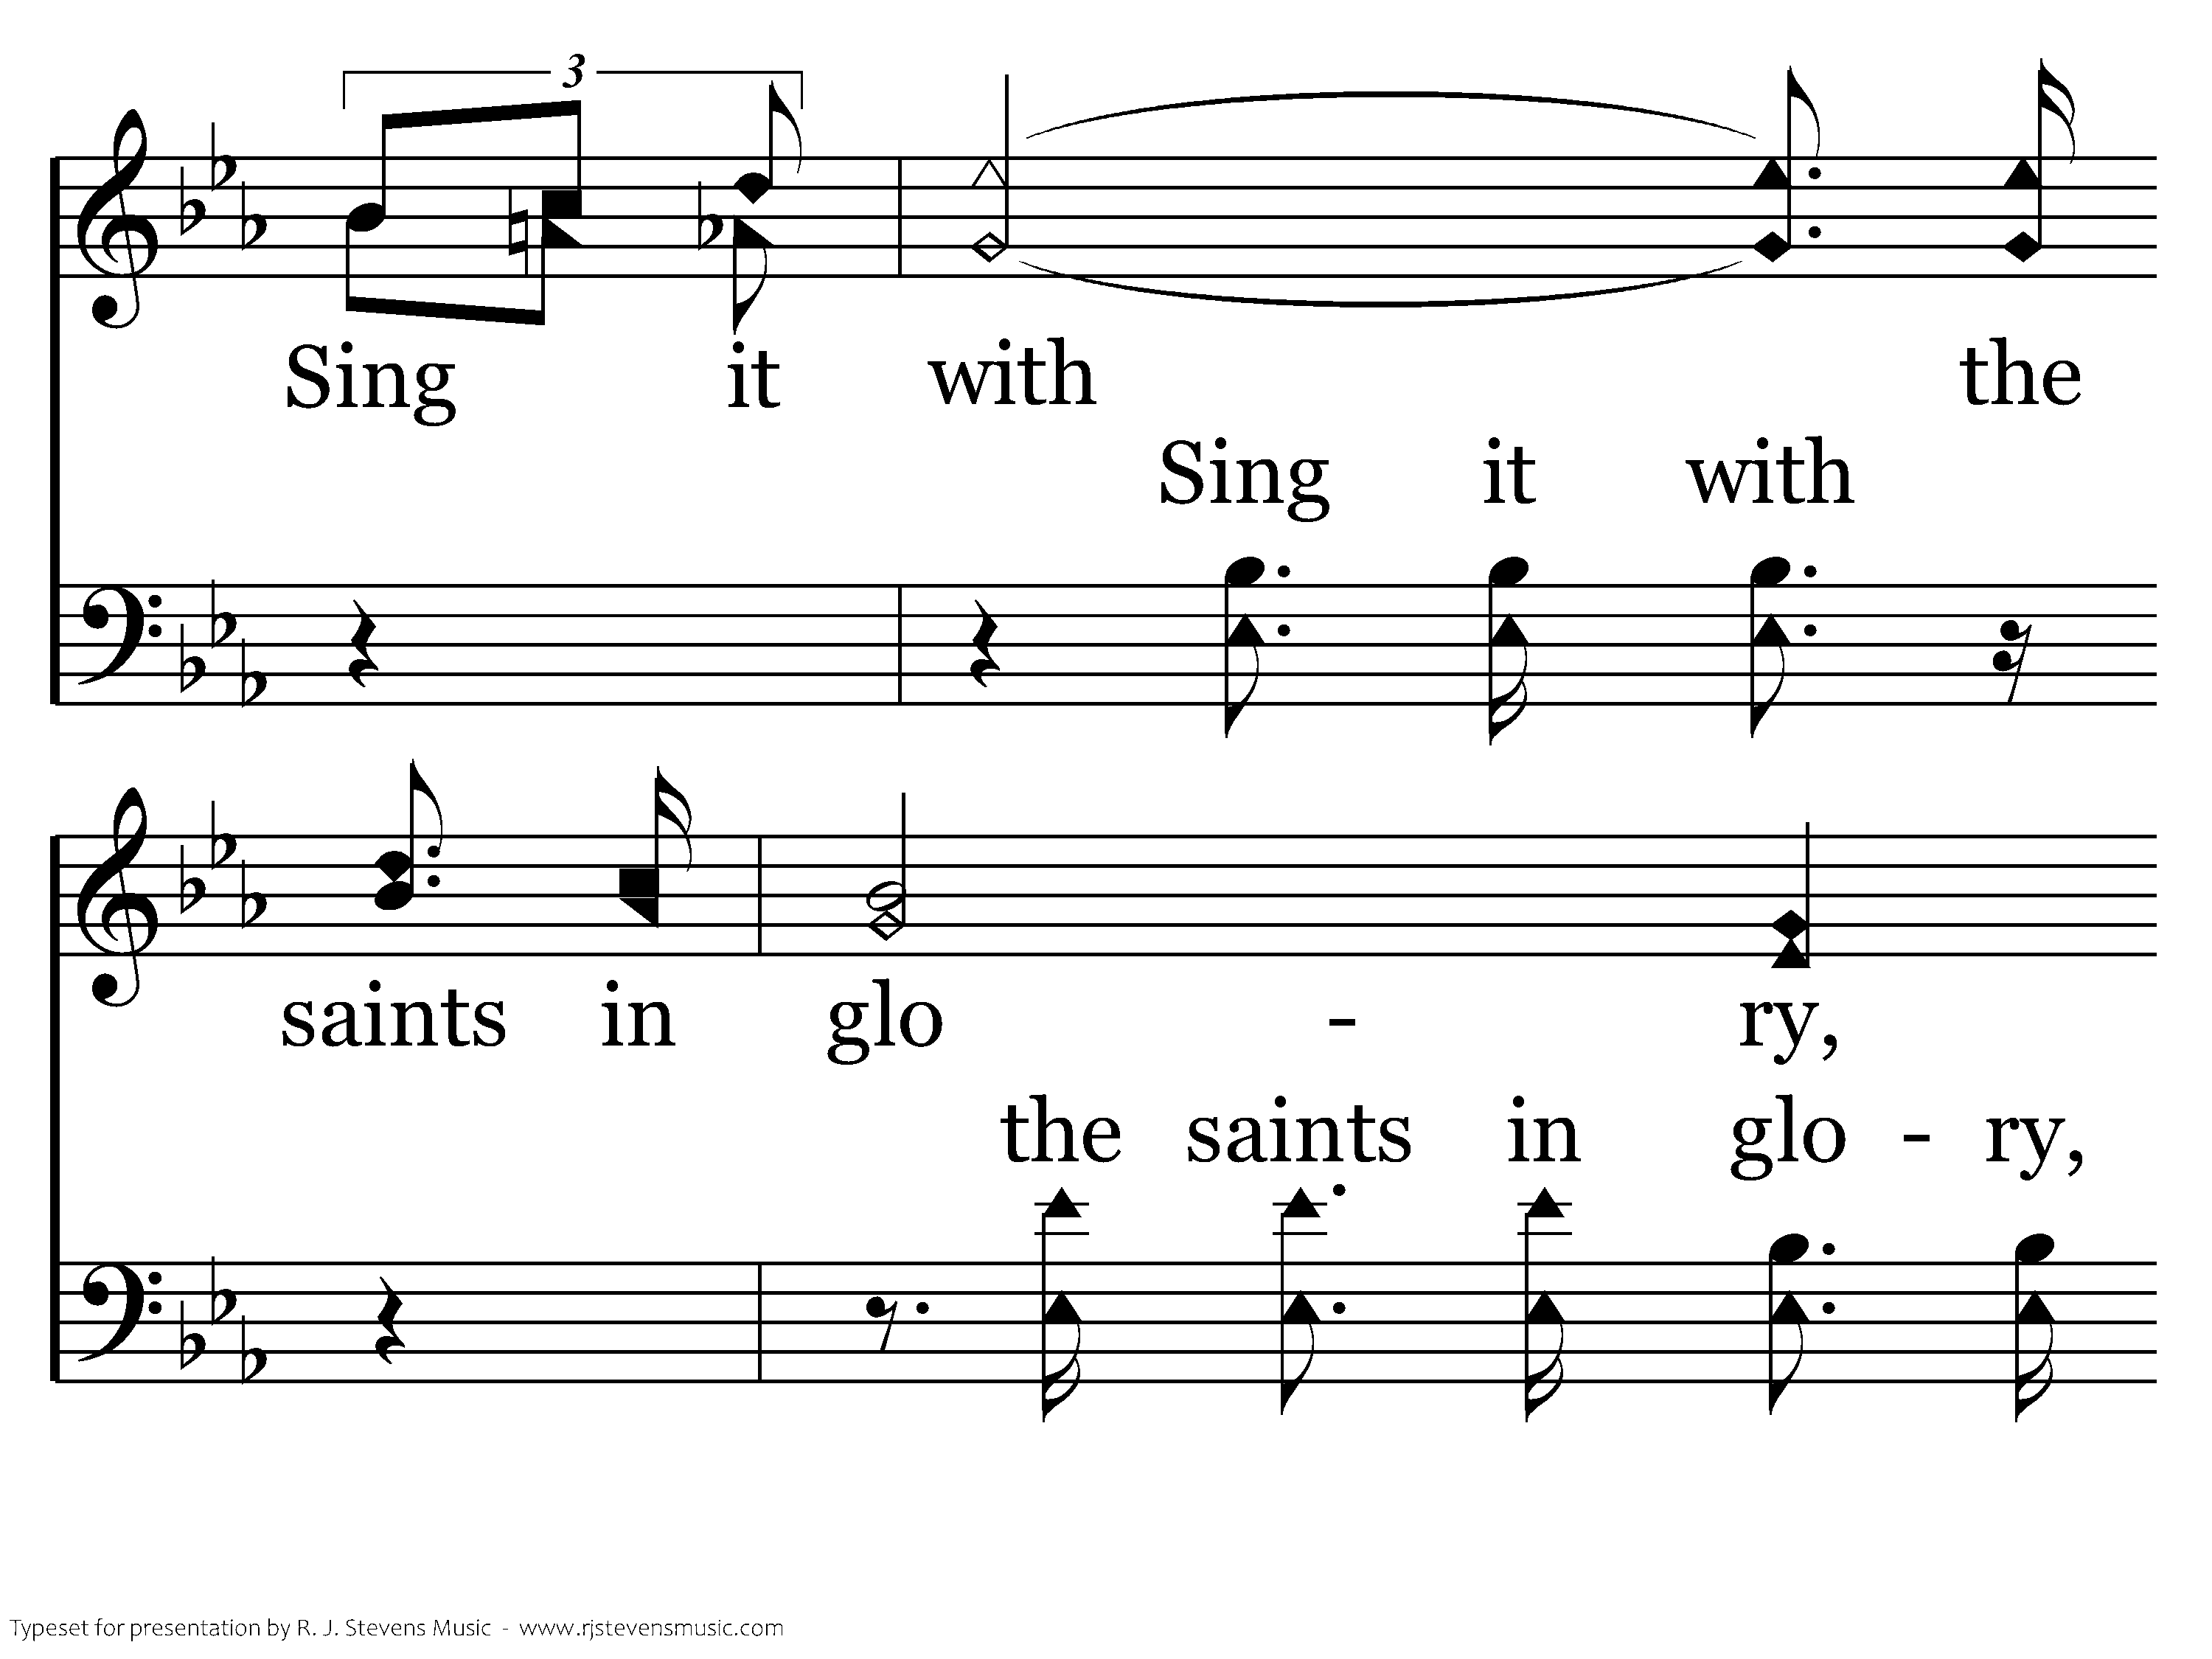 3
Sing it with the
Sing it with
saints in glo - ry,
the saints in glo - ry,
Typeset for presentation by R. J. Stevens Music - www.rjstevensmusic.com